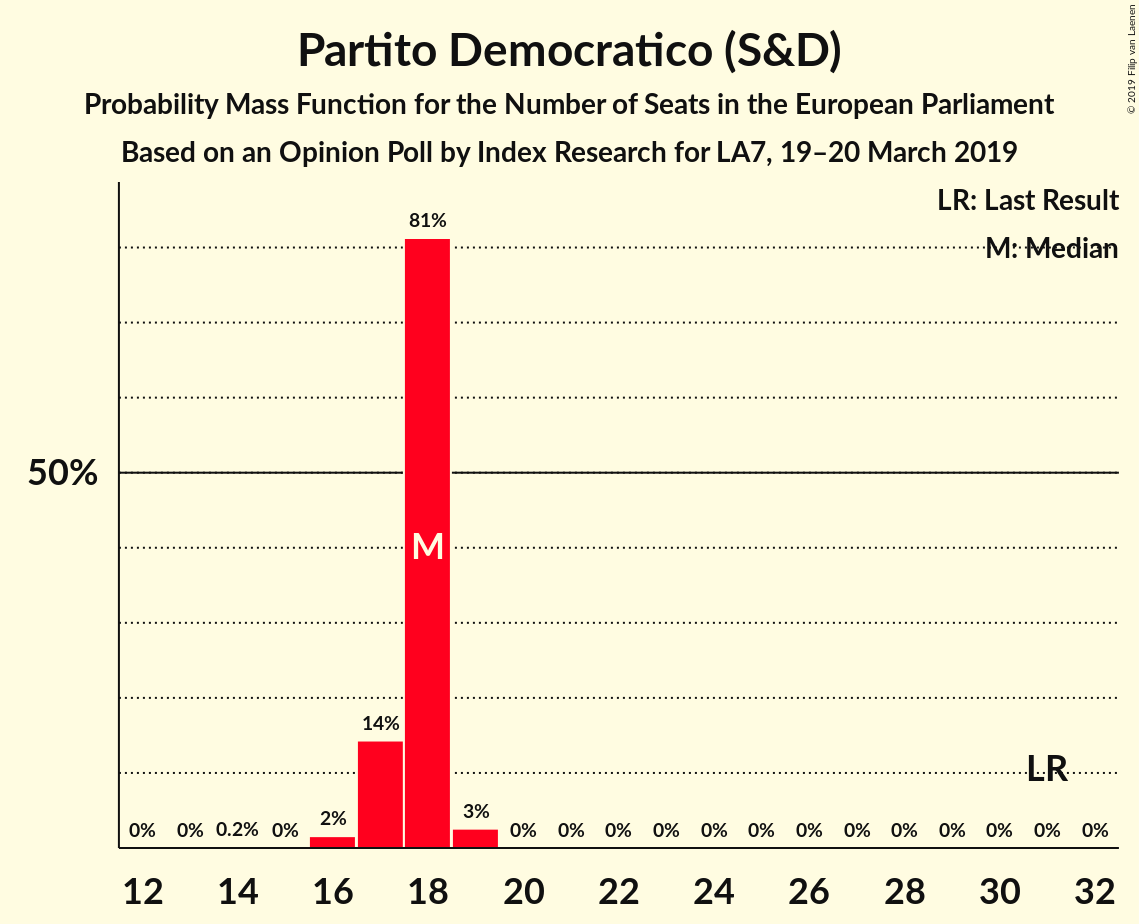 Partito Democratico (S&D)
Probability Mass Function for the Number of Seats in the European Parliament
Based on an Opinion Poll by Index Research for LA7, 19–20 March 2019
© 2019 Filip van Laenen
LR: Last Result
M: Median
81%
50%
M
14%
LR
3%
2%
0% 0% 0.2% 0% 0% 0% 0% 0% 0% 0% 0% 0% 0% 0% 0% 0% 0%
12 14 16 18 20 22 24 26 28 30 32